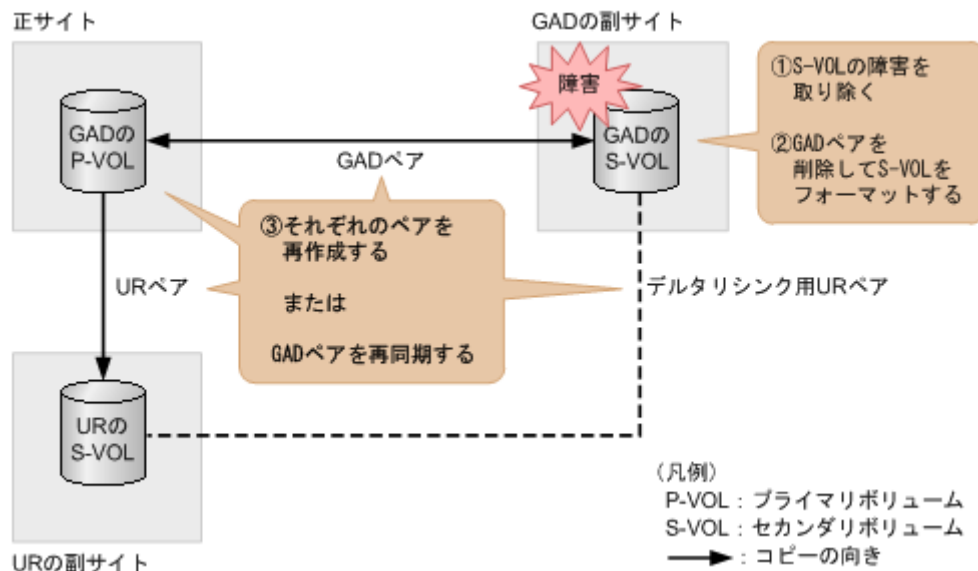 正サイト
GADの副サイト
障害
GADの
P-VOL
GADの
S-VOL
GADペア
①S-VOLの障害を
取り除く
②GADペアを
削除してS-VOLを
フォーマットする
③それぞれのペアを
再作成する
または
GADペアを再同期する
URペア
デルタリシンク用URペア
URの
S-VOL
URの副サイト
（凡例）
P-VOL：プライマリボリューム
S-VOL：セカンダリボリューム
：コピーの向き